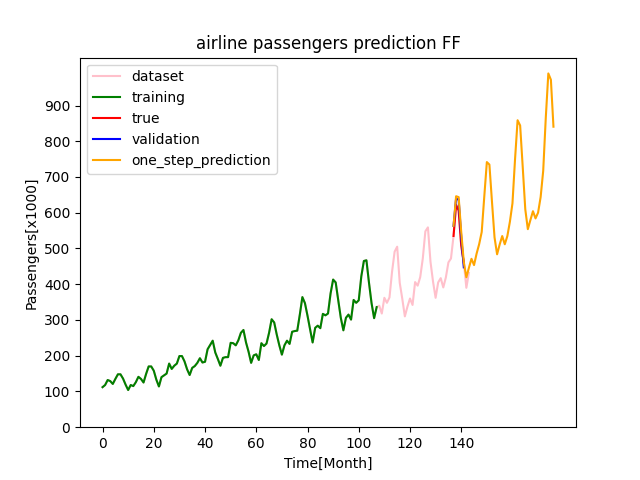 airline passengers prediction FF
dataset
training
true
validation
one_step_prediction
900
800
700
600
500
400
300
200
100
0
Passengers[x1000]
0 20 40 60 80 100 120 140
Time[Month]